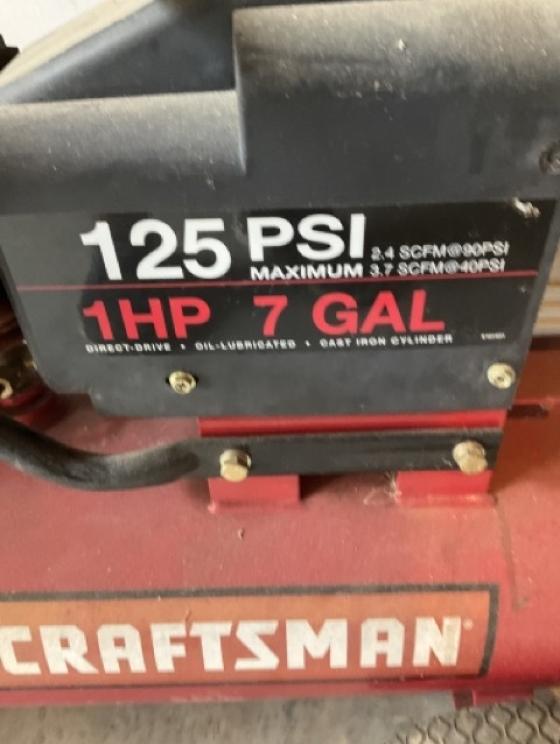 125 PSI 2.4 SCFM@90PSI
MAXIMUM 3.7 SCFM@40PSI
1HP 7 GAL
DIRECT-DRIVE • OIL-LUBRICATED • CAST IRON CYLINDER
CRAFTSMAN